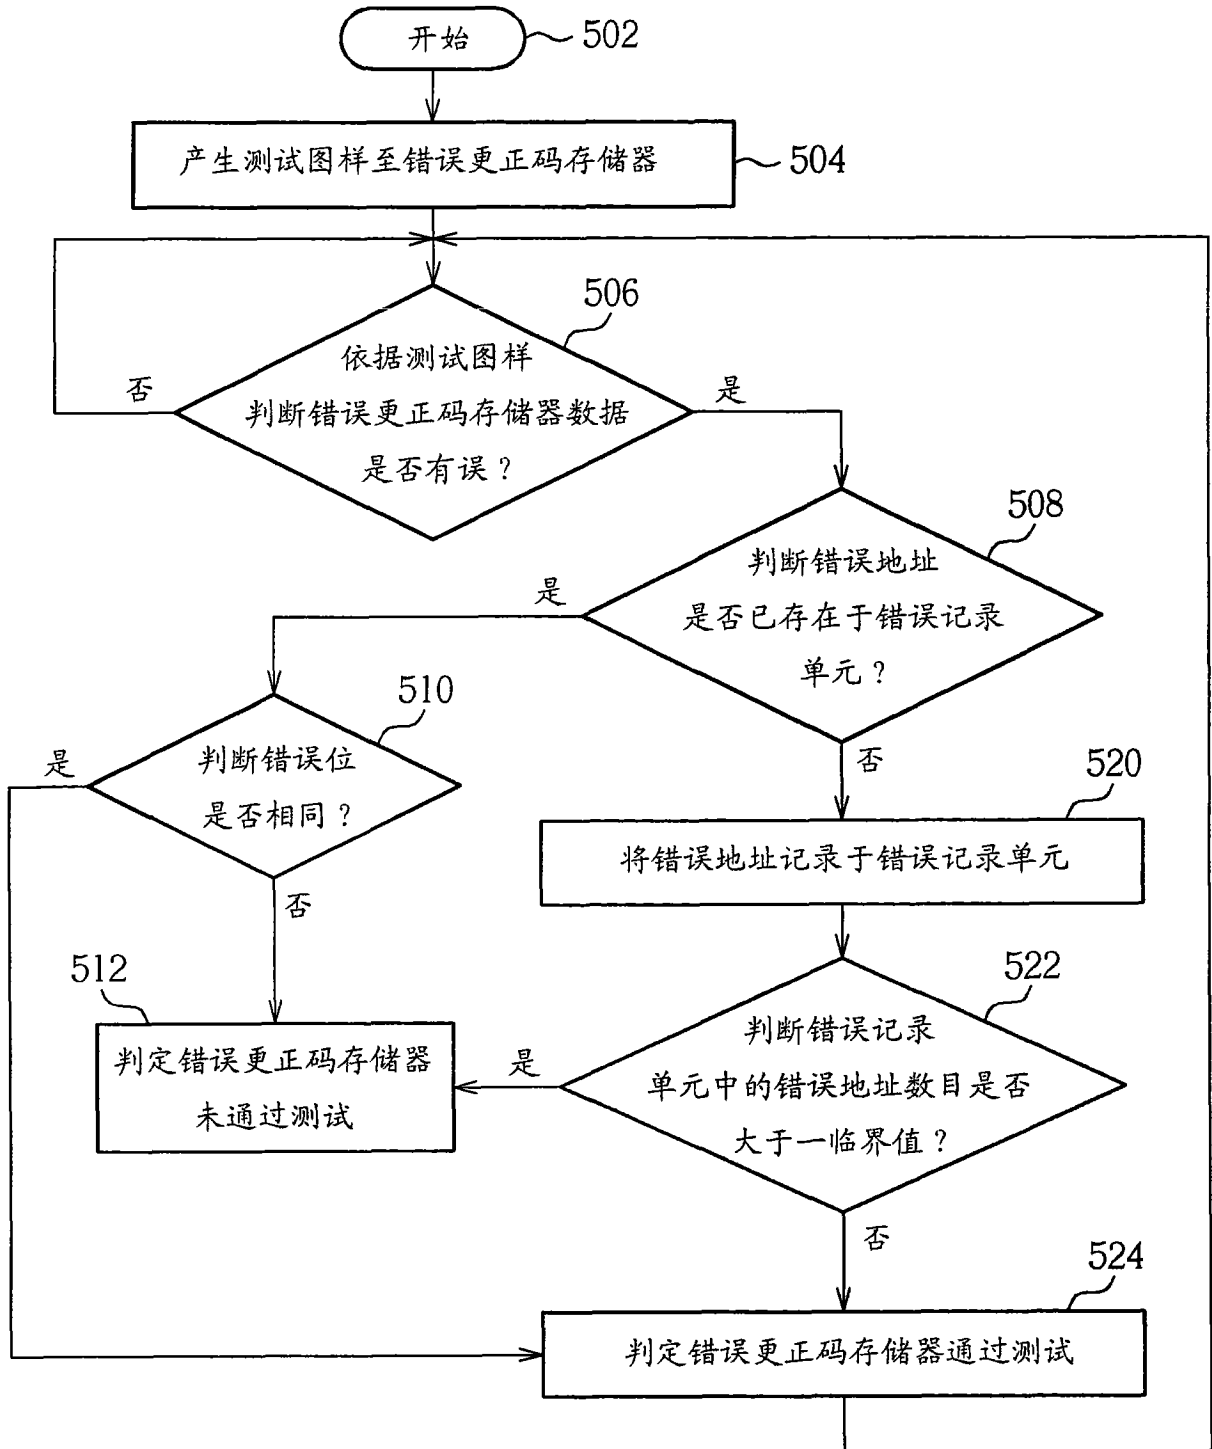 开始
502
产生测试图样至错误更正码存储器
504
506
依据测试图样
判断错误更正码存储器数据
是否有误？
否
是
508
判断错误地址
是否已存在于错误记录
单元？
是
否
510
判断错误位
是否相同？
是
否
520
将错误地址记录于错误记录单元
512
判定错误更正码存储器
未通过测试
522
判断错误记录
单元中的错误地址数目是否
大于一临界值？
是
否
524
判定错误更正码存储器通过测试